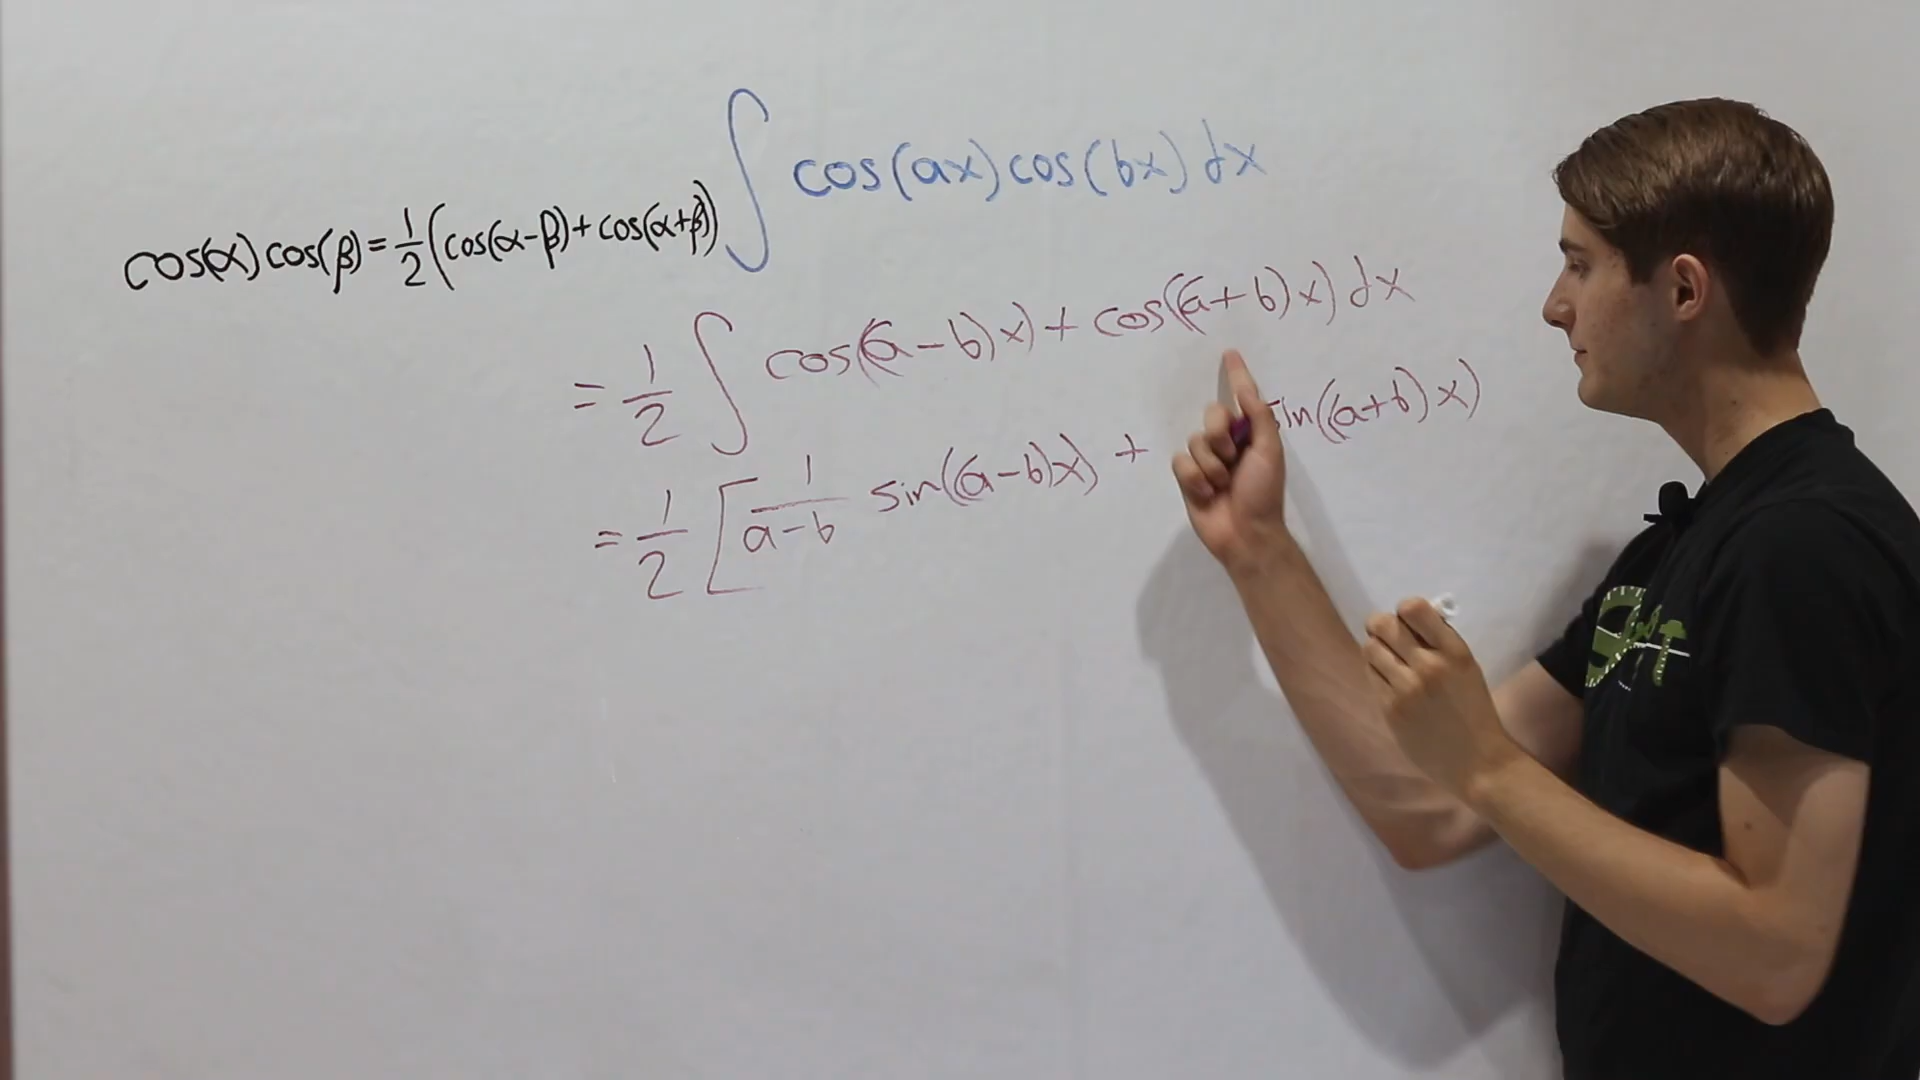 ∫ cos(ax) cos(bx) dx
cos(α) cos(β) = 1/2 (cos(α-β) + cos(α+β))
= 1/2 ∫ cos((a-b)x) + cos((a+b)x) dx
= 1/2 [ 1/(a-b) sin((a-b)x) + sin((a+b)x)